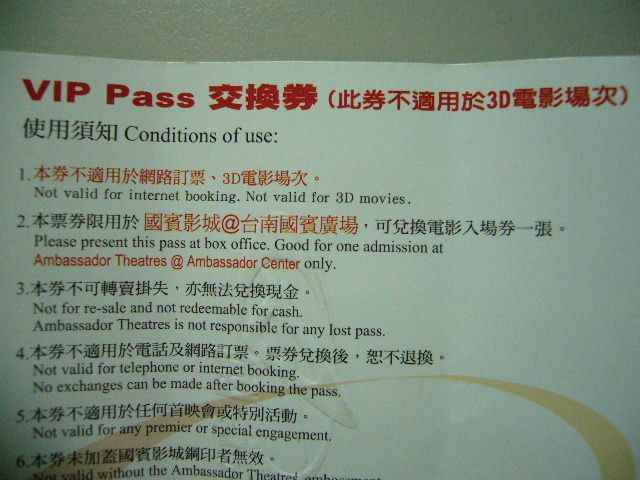 VIP Pass 交換券 (此券不適用於3D電影場次)
使用須知 Conditions of use:
1.本券不適用於網路訂票、3D電影場次。
Not valid for internet booking. Not valid for 3D movies.
2.本票券限用於 國賓影城@台南國賓廣場，可兌換電影入場券一張。
Please present this pass at box office. Good for one admission at
Ambassador Theatres @ Ambassador Center only.
3.本券不可轉賣掛失，亦無法兌換現金。
Not for re-sale and not redeemable for cash.
Ambassador Theatres is not responsible for any lost pass.
4.本券不適用於電話及網路訂票。票券兌換後，恕不退換。
Not valid for telephone or internet booking.
No exchanges can be made after booking the pass.
5.本券不適用於任何首映會或特別活動。
Not valid for any premier or special engagement.
6.本券未加蓋國賓影城鋼印者無效。
Not valid without the Ambassador Theatres embossment